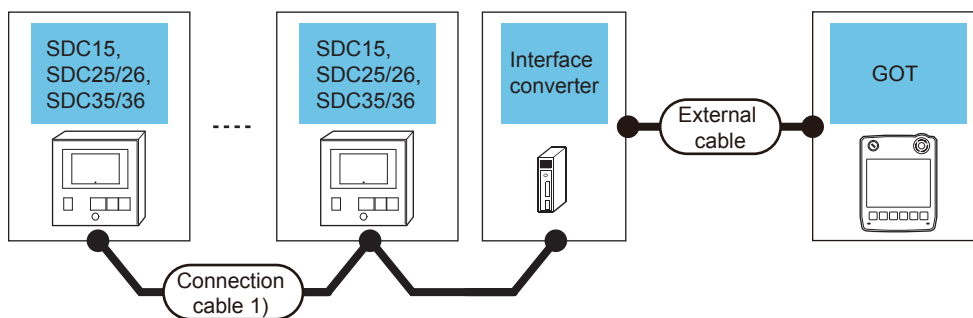 SDC15,
SDC25/26,
SDC35/36
SDC15,
SDC25/26,
SDC35/36
Interface
converter
GOT
External
cable
Connection
cable 1)